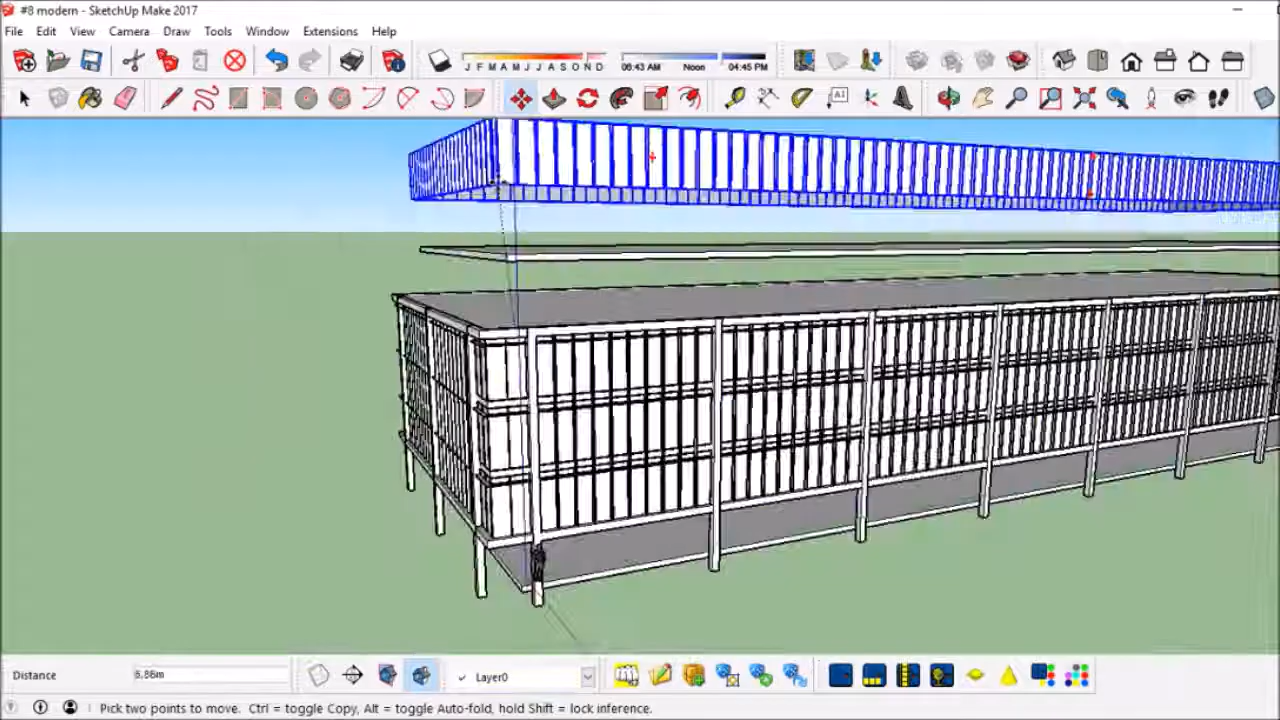 #8 modern - SketchUp Make 2017
File Edit View Camera Draw Tools Window Extensions Help
J F M A M J J A S O N D 06:43 AM Noon 04:45 PM
Distance 6.86m Layer0
Pick two points to move. Ctrl = toggle Copy, Alt = toggle Auto-fold, hold Shift = lock inference.